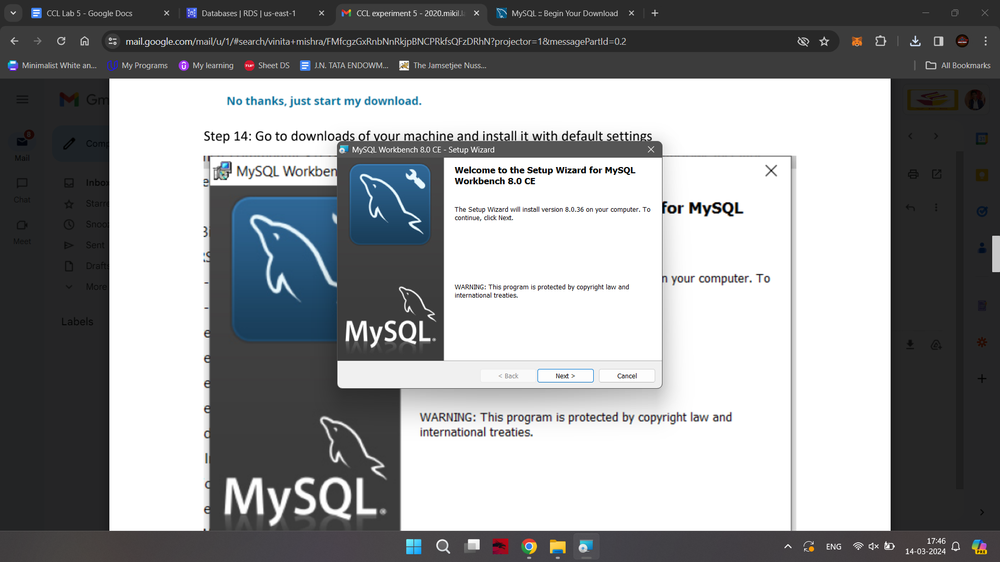 CCL Lab 5 - Google Docs
Databases | RDS | us-east-1
CCL experiment 5 - 2020.mikil.la
MySQL :: Begin Your Download
mail.google.com/mail/u/1/#search/vinita+mishra/FMfcgzGxRnbNnRkjpBNCPRkfsQFzDRhN?projector=1&messagePartId=0.2
Minimalist White an...
My Programs
My learning
TUF
Sheet DS
J.N. TATA ENDOWM...
The Jamsetjee Nuss...
All Bookmarks
Gm
Comp
8
Mail
Chat
Meet
Inbox
Starre
Snooz
Sent
Drafts
More
Labels
No thanks, just start my download.
Step 14: Go to downloads of your machine and install it with default settings
MySQL Workben
for MySQL
n your computer. To
WARNING: This program is protected by copyright law and
international treaties.
MySQL®
MySQL Workbench 8.0 CE - Setup Wizard
Welcome to the Setup Wizard for MySQL
Workbench 8.0 CE
The Setup Wizard will install version 8.0.36 on your computer. To
continue, click Next.
WARNING: This program is protected by copyright law and
international treaties.
MySQL®
< Back
Next >
Cancel
31
ENG
17:46
14-03-2024
PRE